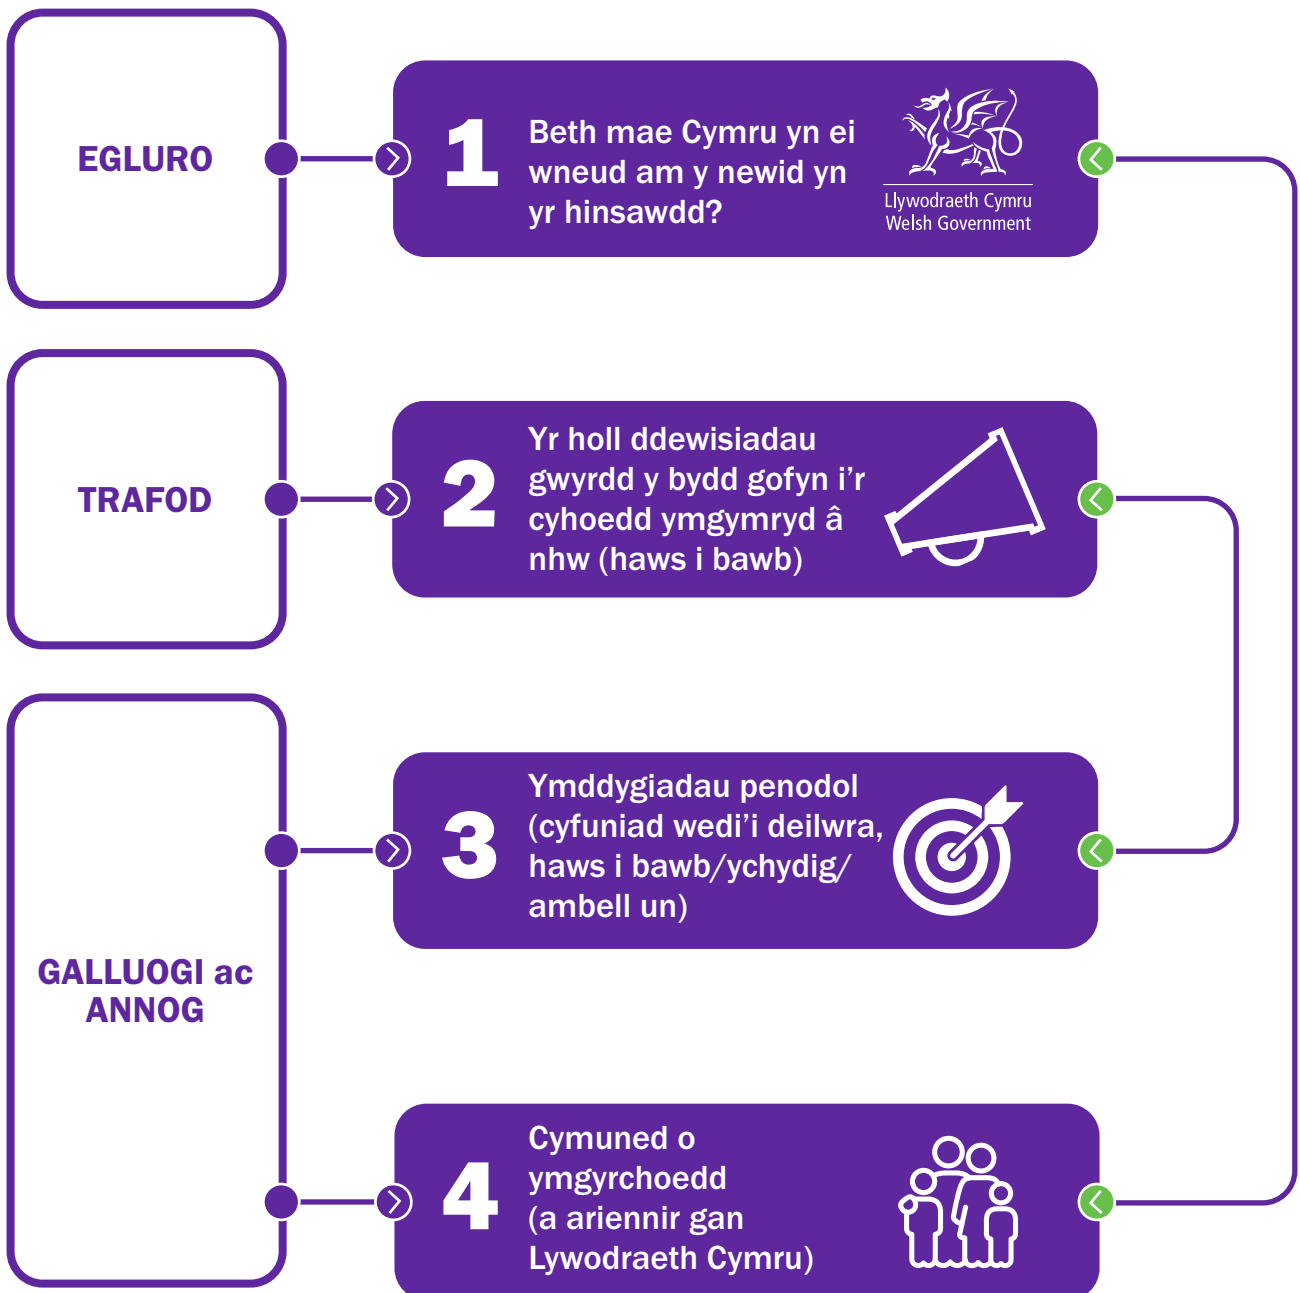 EGLURO
1
Beth mae Cymru yn ei
wneud am y newid yn
yr hinsawdd?
Llywodraeth Cymru
Welsh Government
TRAFOD
2
Yr holl ddewisiadau
gwyrdd y bydd gofyn i’r
cyhoedd ymgymryd â
nhw (haws i bawb)
GALLUOGI ac
ANNOG
3
Ymddygiadau penodol
(cyfuniad wedi’i deilwra,
haws i bawb/ychydig/
ambell un)
4
Cymuned o
ymgyrchoedd
(a ariennir gan
Lywodraeth Cymru)